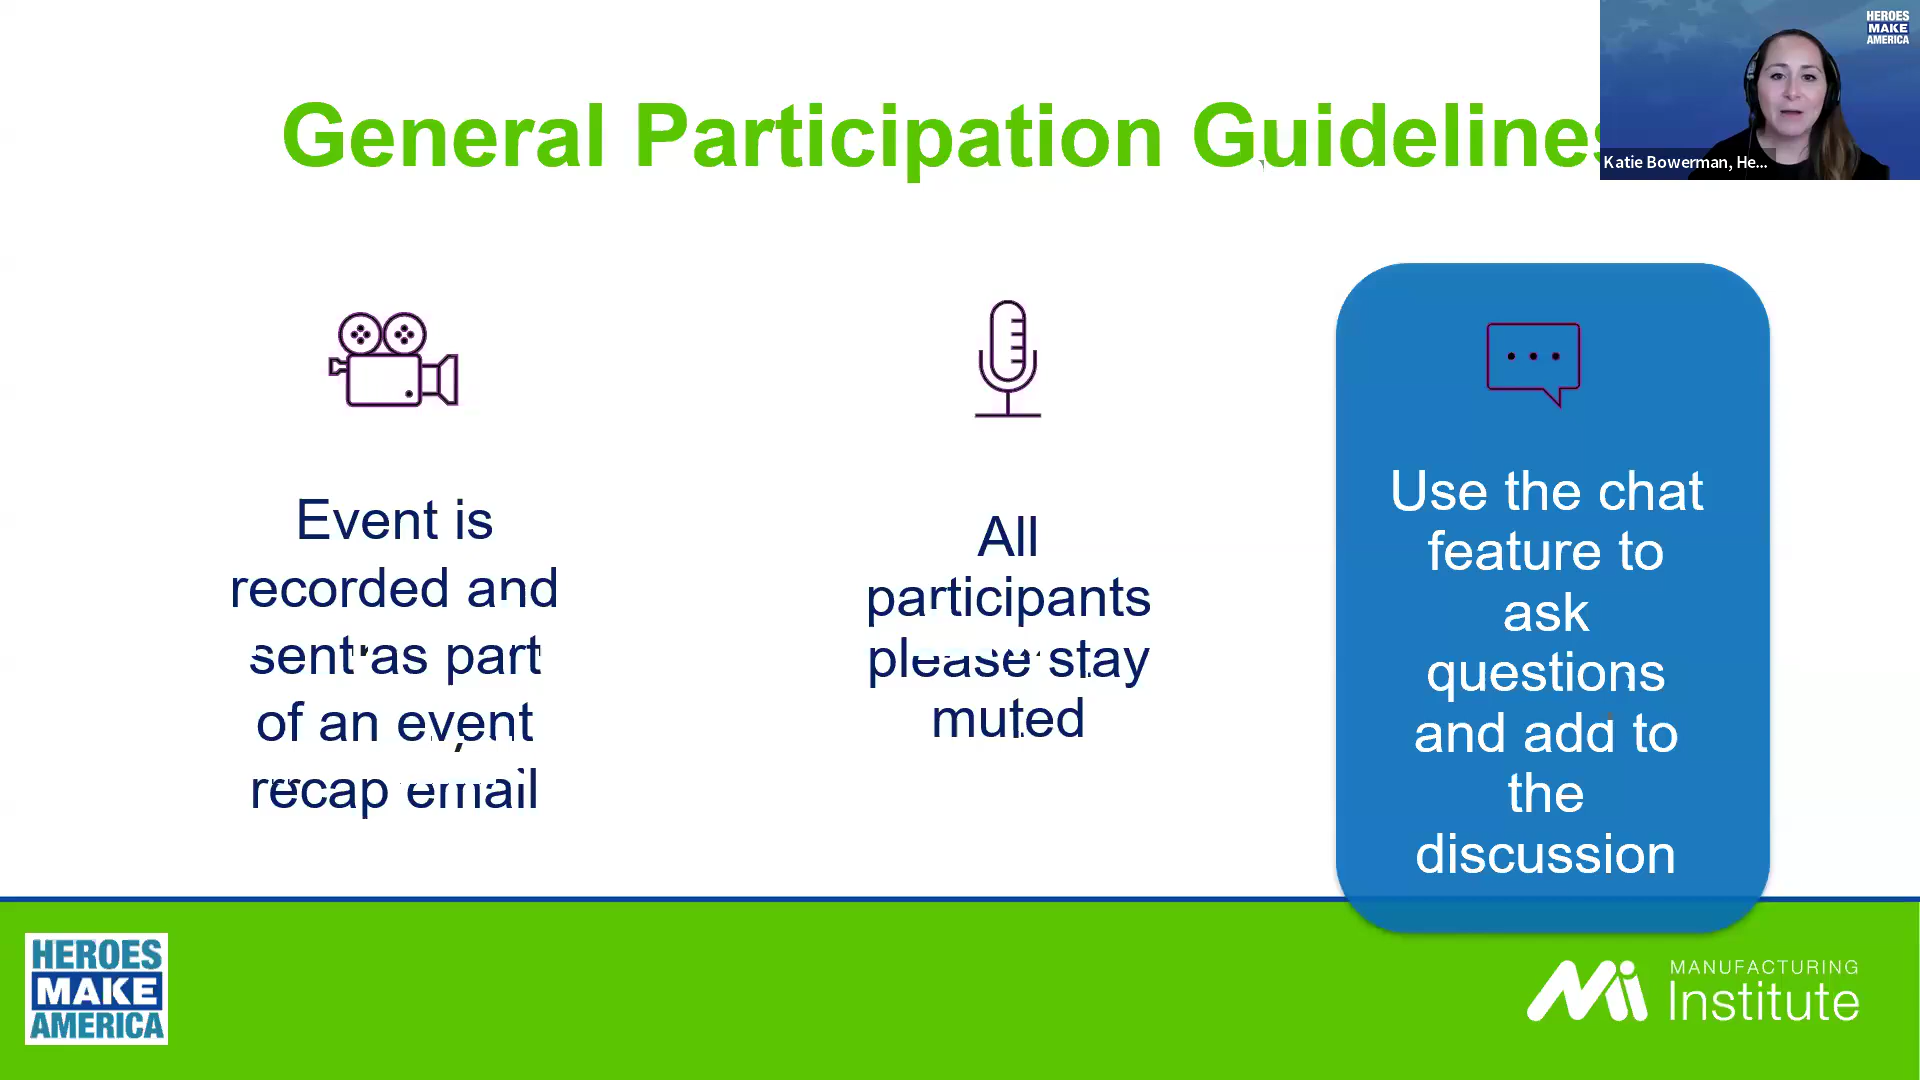 HEROES
MAKE
AMERICA
General Participation Guidelines
Katie Bowerman, He...
Event is
recorded and
sent as part
of an event
recap email
All
participants
please stay
muted
Use the chat
feature to
ask
questions
and add to
the
discussion
HEROES
MAKE
AMERICA
Mi
MANUFACTURING
Institute